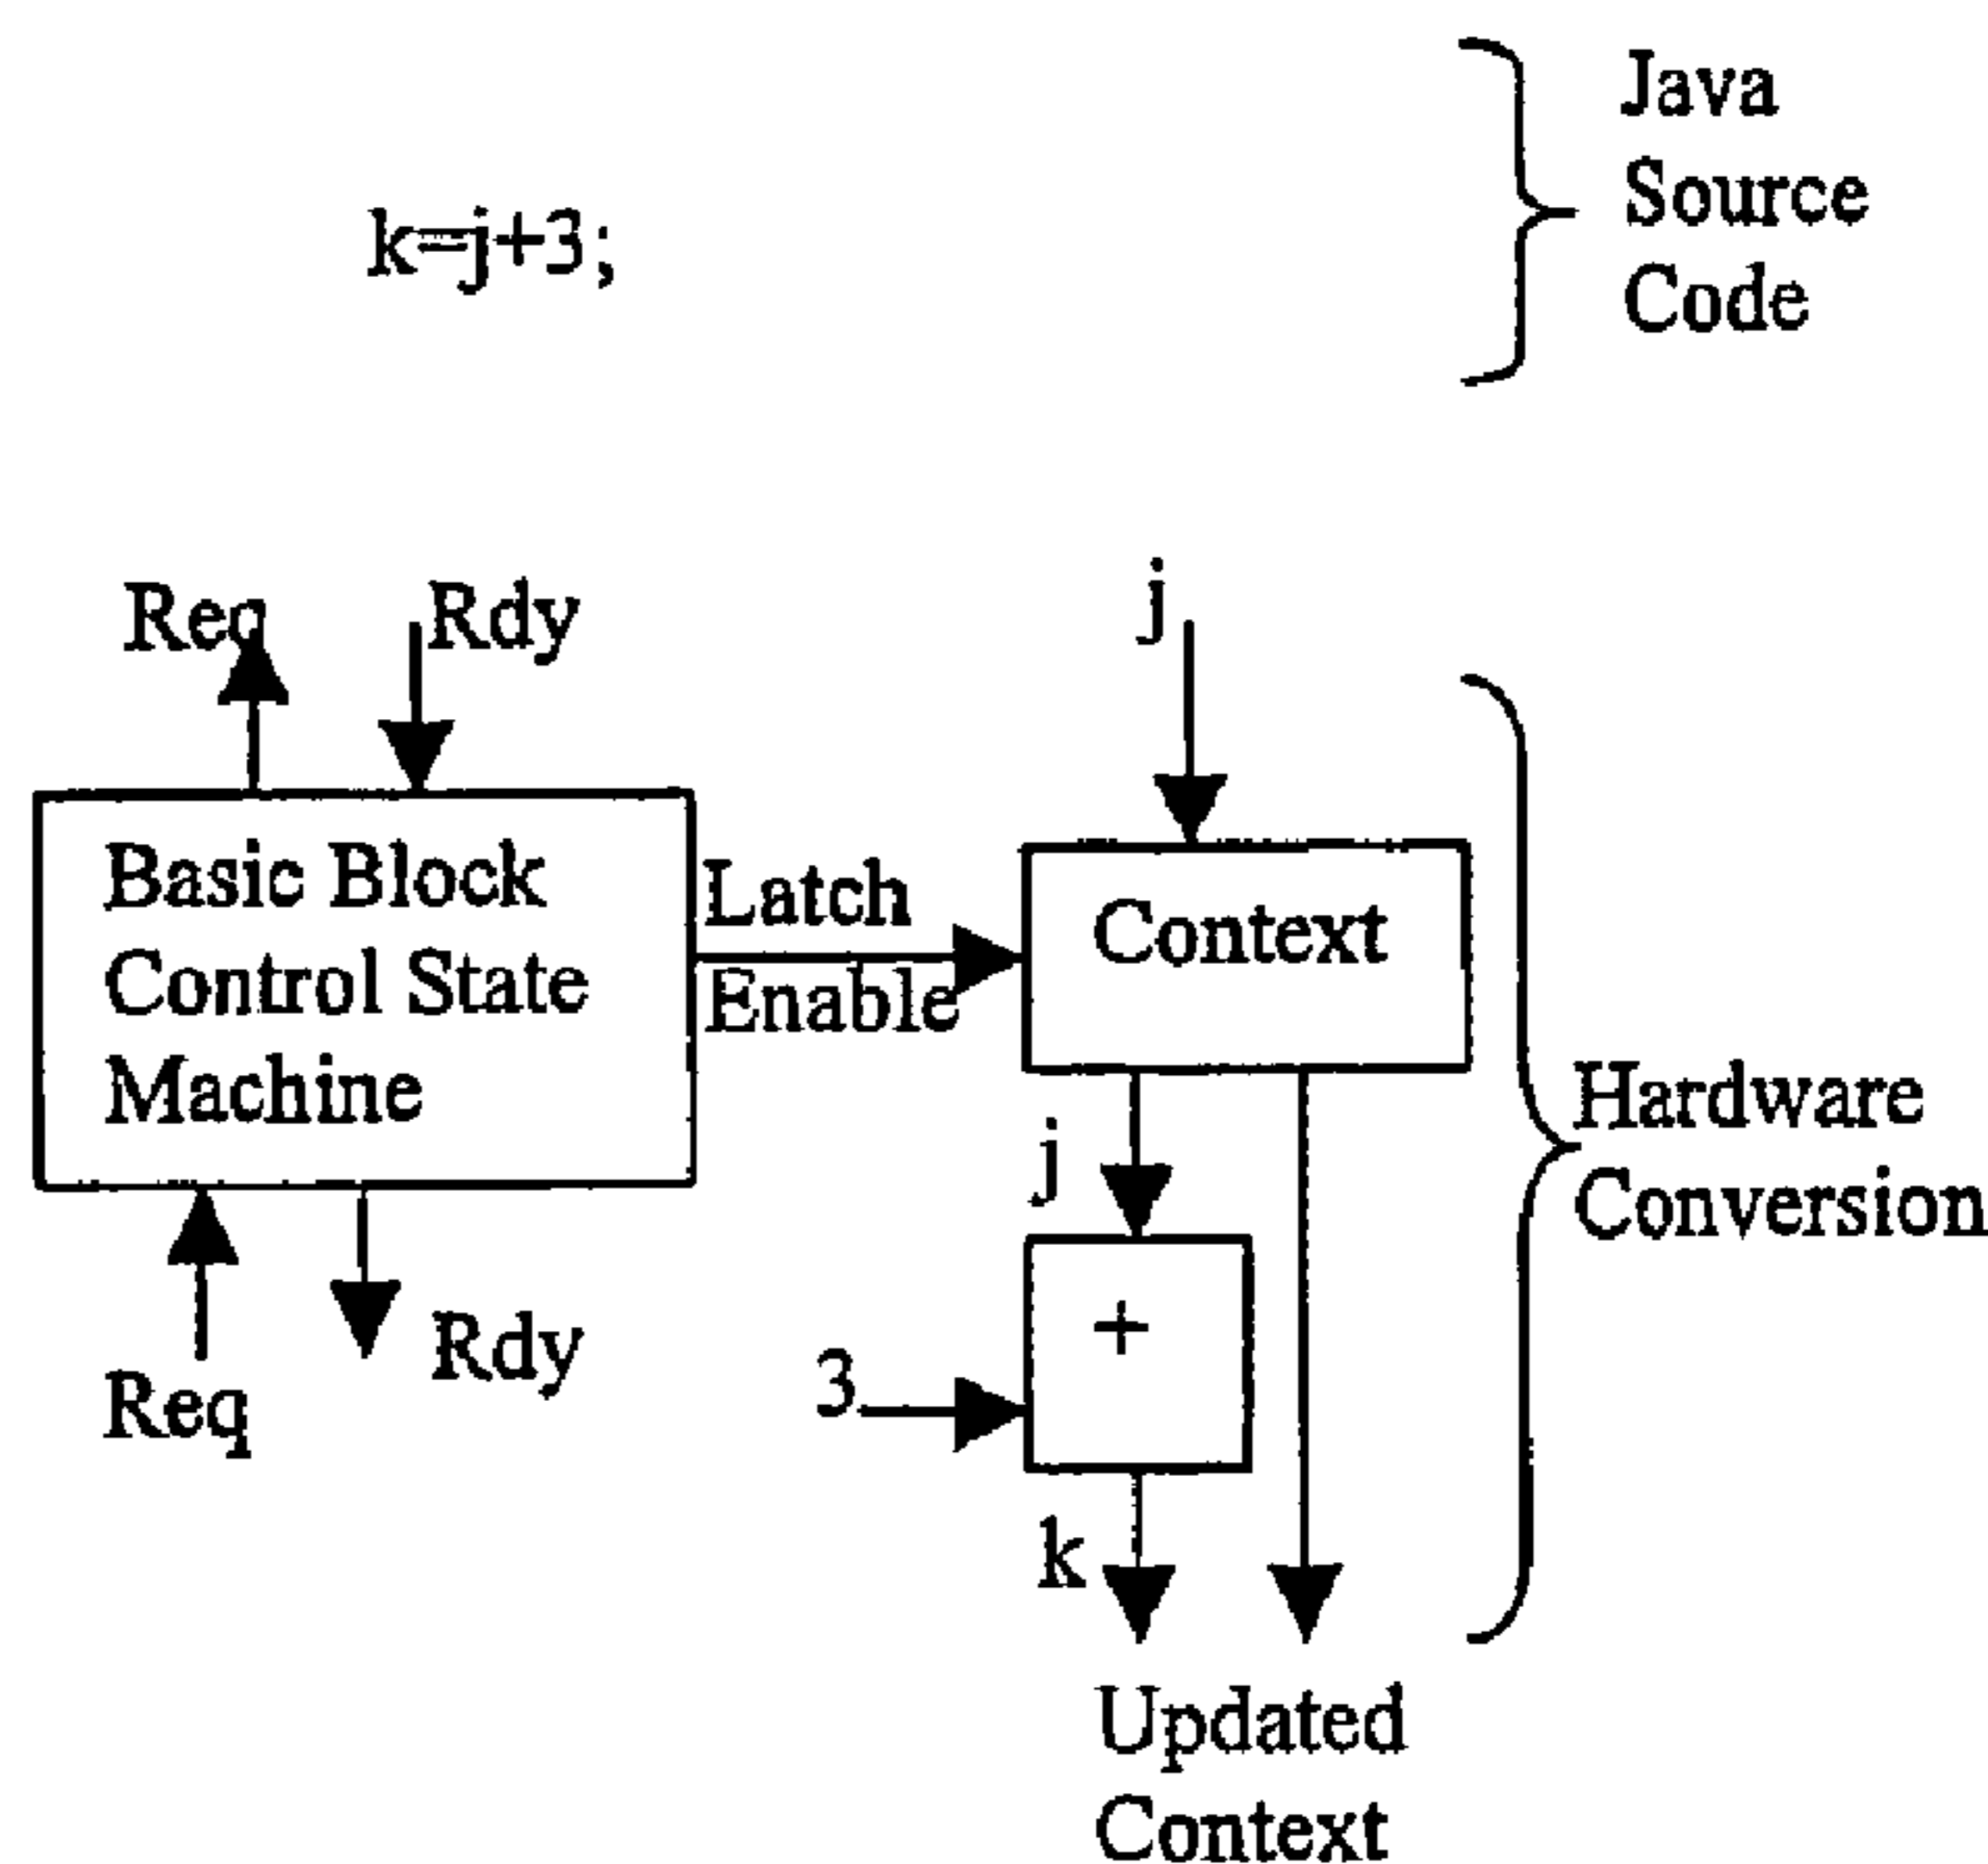 k=j+3;
Java
Source
Code
Req
Rdy
j
Basic Block
Control State
Machine
Latch
Enable
Context
j
Hardware
Conversion
+
3
Req
Rdy
k
Updated
Context